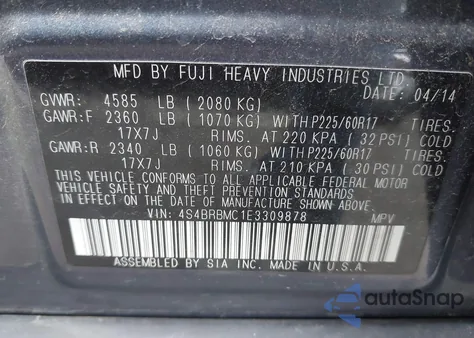 MFD BY FUJI HEAVY INDUSTRIES LTD.
DATE: 04/14
GVWR: 4585 LB (2080 KG)
GAWR:F 2360 LB (1070 KG) WITH P225/60R17 TIRES,
17X7J RIMS, AT 220 KPA (32 PSI) COLD
GAWR:R 2340 LB (1060 KG) WITH P225/60R17 TIRES,
17X7J RIMS, AT 210 KPA (30 PSI) COLD
THIS VEHICLE CONFORMS TO ALL APPLICABLE FEDERAL MOTOR
VEHICLE SAFETY AND THEFT PREVENTION STANDARDS
IN EFFECT ON THE DATE OF MANUFACTURE SHOWN ABOVE.
VIN: 4S4BRBMC1E3309878 MPV
ASSEMBLED BY SIA INC. MADE IN U.S.A.
autoSnap